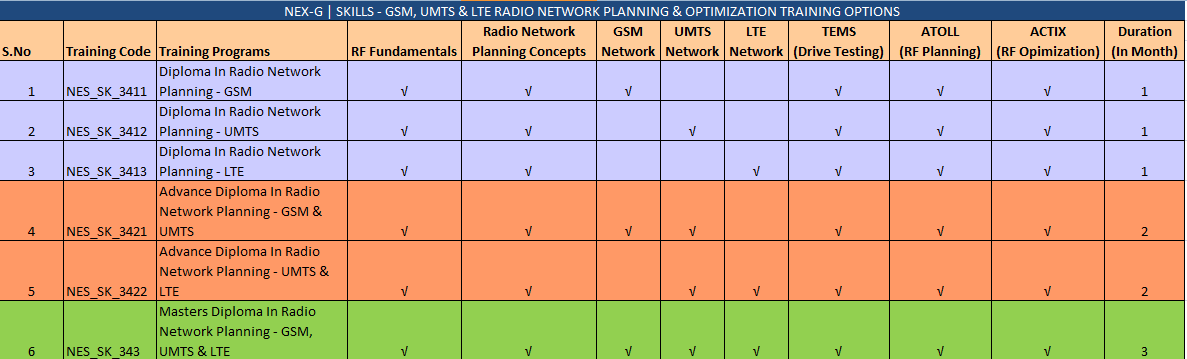 NEX-G | SKILLS - GSM, UMTS & LTE RADIO NETWORK PLANNING & OPTIMIZATION TRAINING OPTIONS
S.No Training Code Training Programs RF Fundamentals Radio Network Planning Concepts GSM Network UMTS Network LTE Network TEMS (Drive Testing) ATOLL (RF Planning) ACTIX (RF Opimization) Duration (In Month)
1 NES_SK_3411 Diploma In Radio Network Planning - GSM √ √ √ √ √ √ 1
2 NES_SK_3412 Diploma In Radio Network Planning - UMTS √ √ √ √ √ √ 1
3 NES_SK_3413 Diploma In Radio Network Planning - LTE √ √ √ √ √ √ 1
4 NES_SK_3421 Advance Diploma In Radio Network Planning - GSM & UMTS √ √ √ √ √ √ √ 2
5 NES_SK_3422 Advance Diploma In Radio Network Planning - UMTS & LTE √ √ √ √ √ √ √ 2
6 NES_SK_343 Masters Diploma In Radio Network Planning - GSM, UMTS & LTE √ √ √ √ √ √ √ √ 3